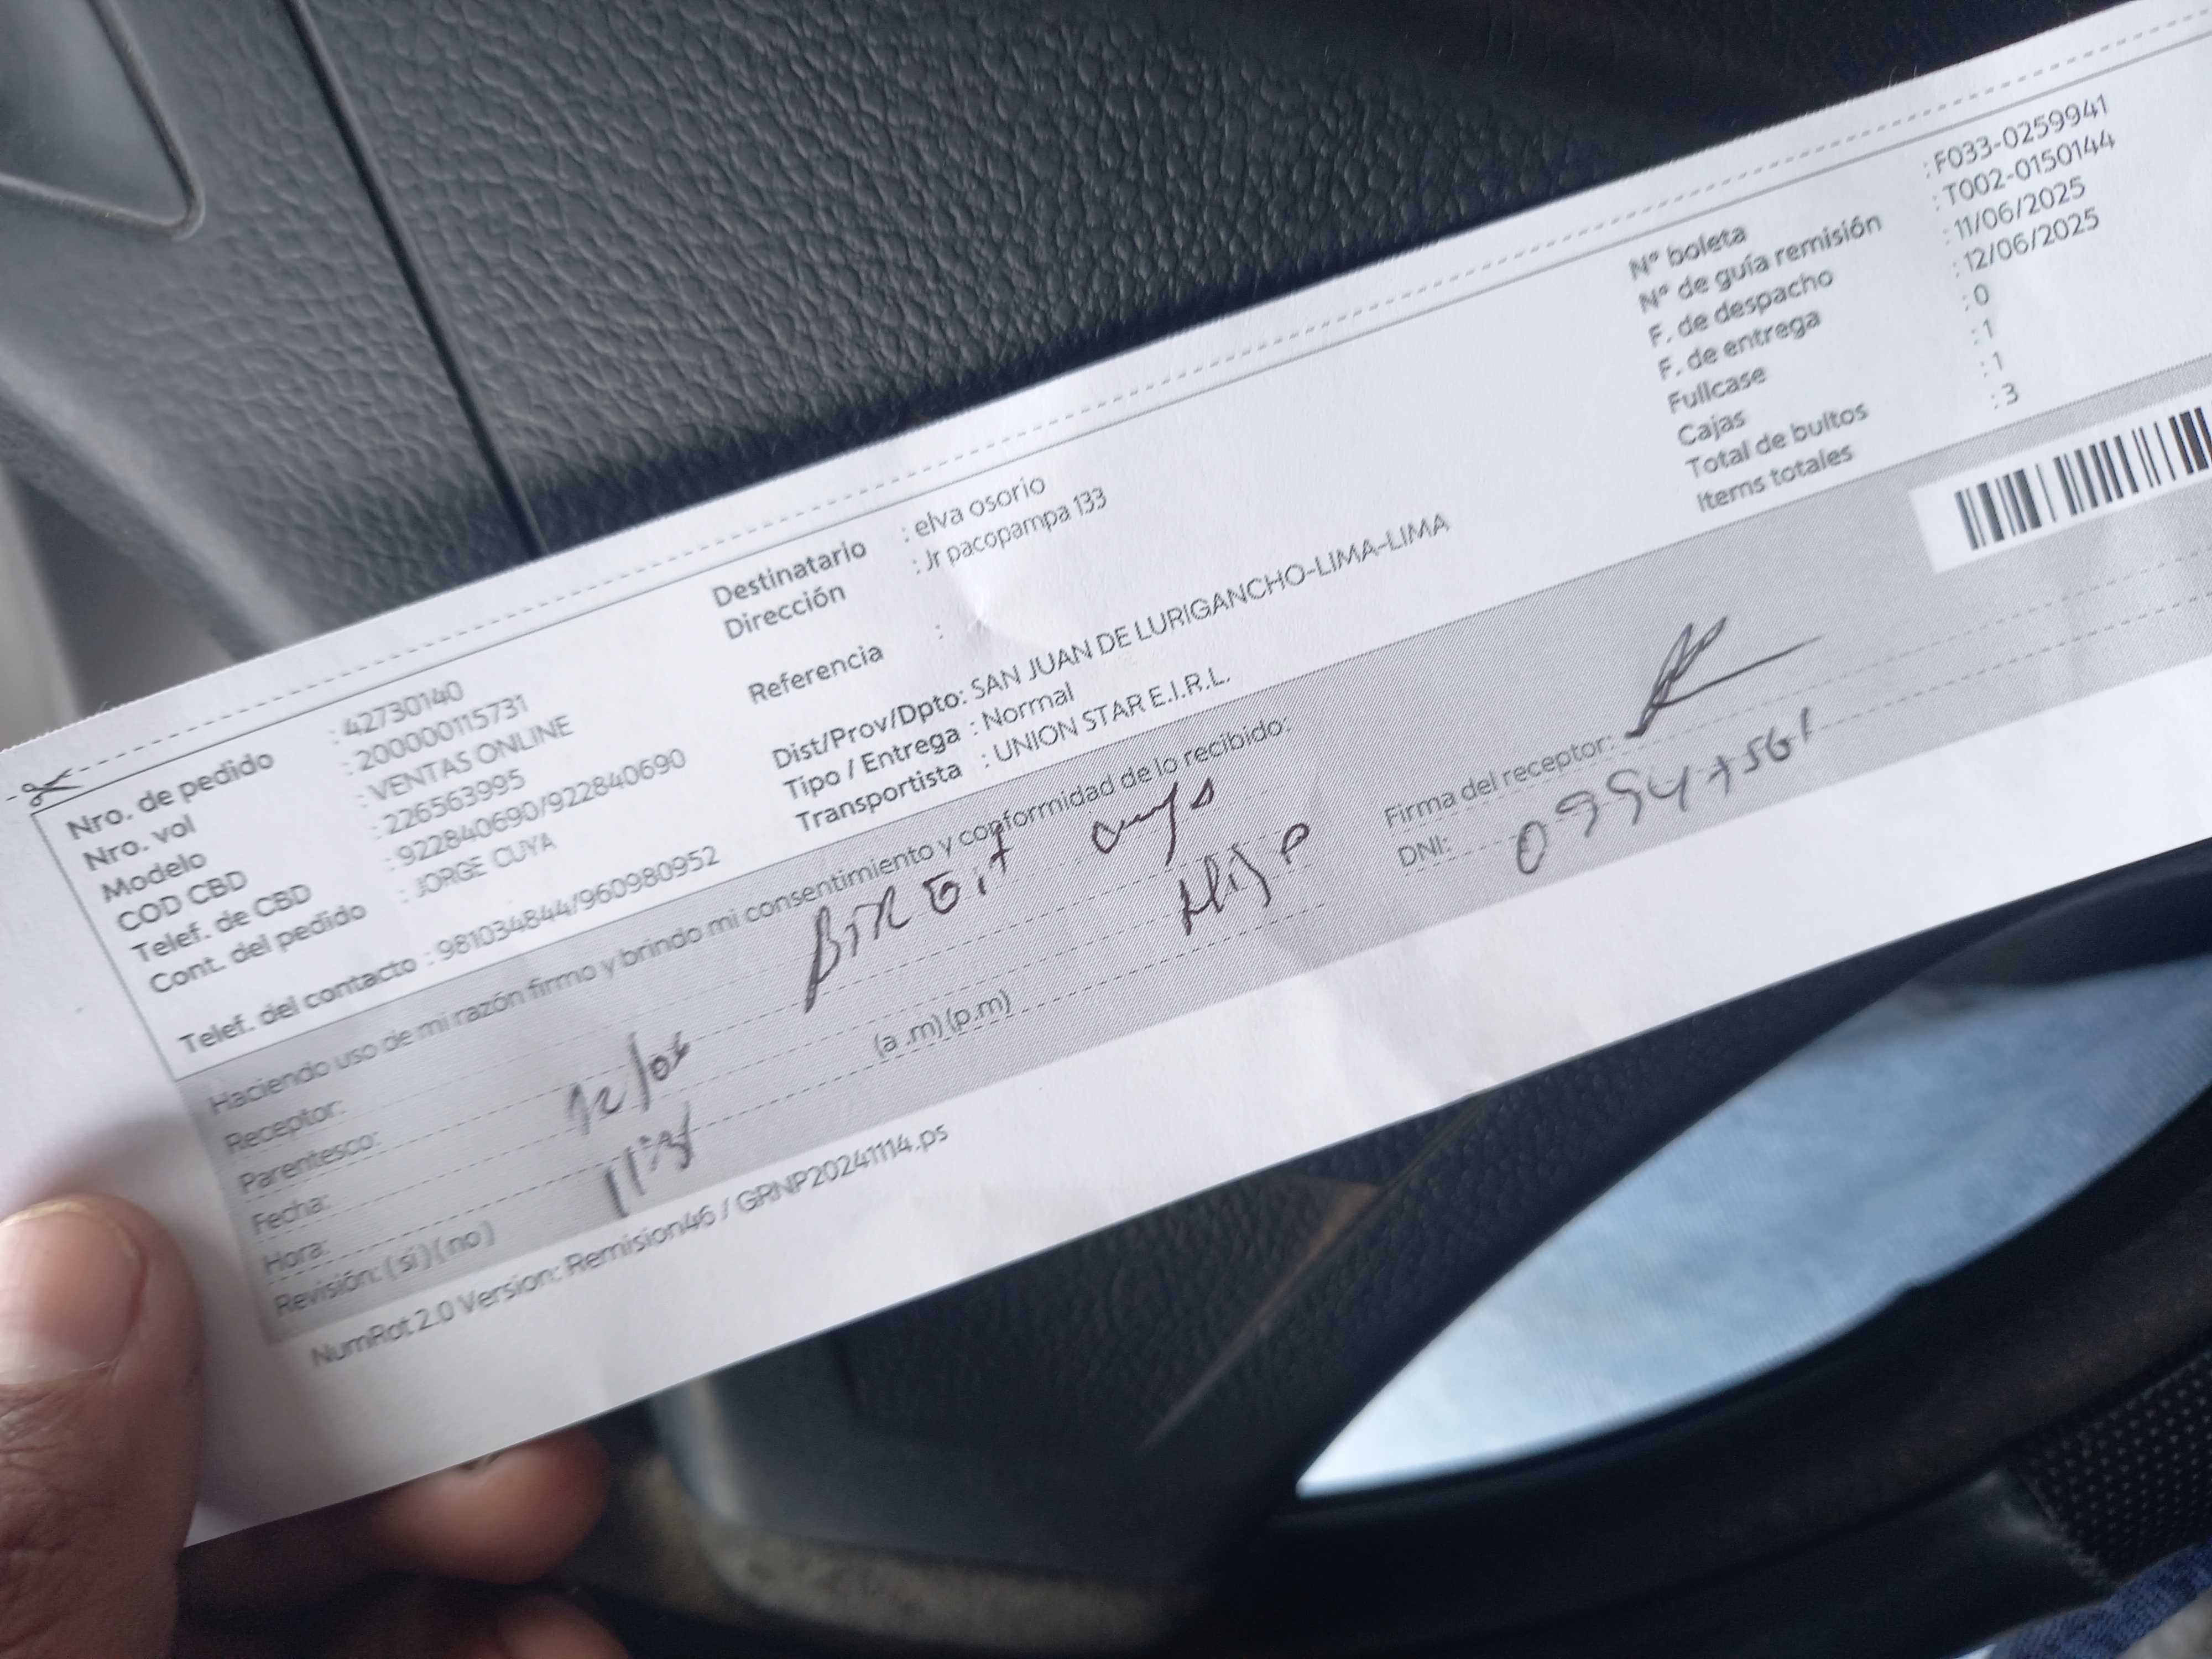 Nro. de pedido : 42730140
Nro. vol : 200000115731
Modelo : VENTAS ONLINE
COD CBD : 226563995
Telef. de CBD : 922840690/922840690
Cont. del pedido : JORGE CUYA
Telef. del contacto : 981034844/960980952
Destinatario : elva osorio
Dirección : Jr pacopampa 133
Referencia :
Dist/Prov/Dpto: SAN JUAN DE LURIGANCHO-LIMA-LIMA
Tipo / Entrega : Normal
Transportista : UNION STAR E.I.R.L.
N° boleta : F033-0259941
N° de guía remisión : T002-0150144
F. de despacho : 11/06/2025
F. de entrega : 12/06/2025
Fullcase : 0
Cajas : 1
Total de bultos : 1
Items totales : 3
Haciendo uso de mi razón firmo y brindo mi consentimiento y conformidad de lo recibido:
Receptor:
Parentesco:
Fecha: 12/06
Hora: (a .m) (p.m)
Revisión: ( si ) ( no )
Firma del receptor:
DNI:
NumRot 2.0 Version: Remision46 / GRNP20241114.ps